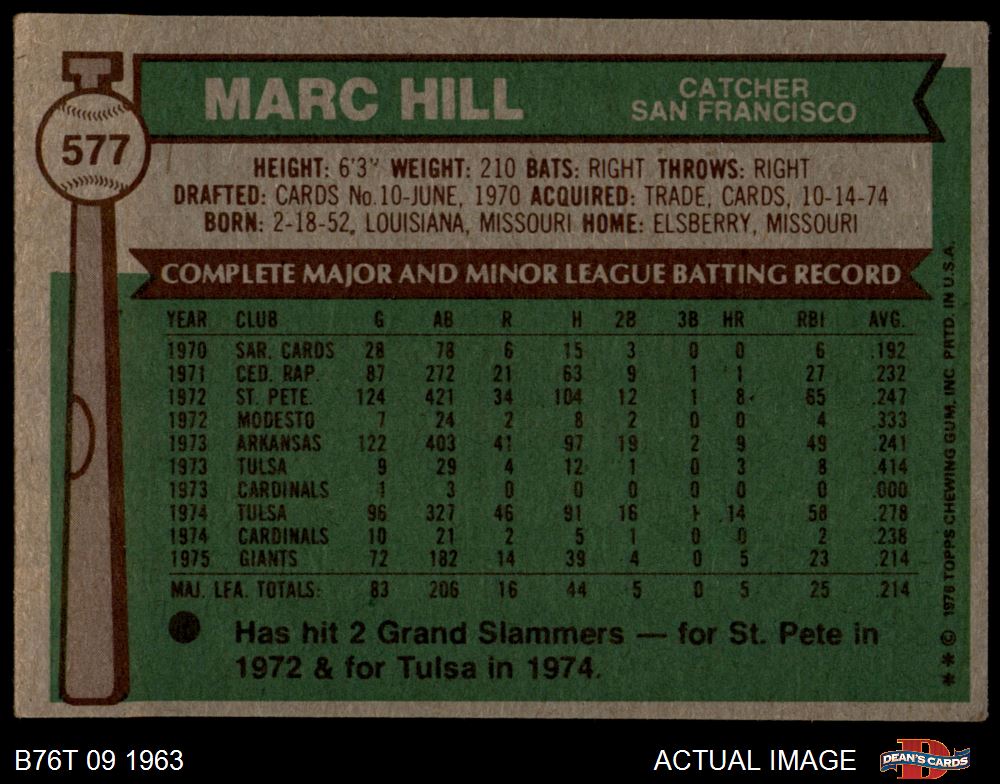 MARC HILL
CATCHER
SAN FRANCISCO
577
HEIGHT: 6'3" WEIGHT: 210 BATS: RIGHT THROWS: RIGHT
DRAFTED: CARDS No.10-JUNE, 1970 ACQUIRED: TRADE, CARDS, 10-14-74
BORN: 2-18-52, LOUISIANA, MISSOURI HOME: ELSBERRY, MISSOURI
COMPLETE MAJOR AND MINOR LEAGUE BATTING RECORD
YEAR CLUB G AB R H 2B 3B HR RBI AVG.
1970 SAR. CARDS 28 78 6 15 3 0 0 6 .192
1971 CED. RAP. 87 272 21 63 9 1 1 27 .232
1972 ST. PETE. 124 421 34 104 12 1 8 65 .247
1972 MODESTO 7 24 2 8 2 0 0 4 .333
1973 ARKANSAS 122 403 41 97 19 2 9 49 .241
1973 TULSA 9 29 4 12 1 0 3 8 .414
1973 CARDINALS 1 3 0 0 0 0 0 0 .000
1974 TULSA 96 327 46 91 16 1 14 58 .278
1974 CARDINALS 10 21 2 5 1 0 0 2 .238
1975 GIANTS 72 182 14 39 4 0 5 23 .214
MAJ. LEA. TOTALS: 83 206 16 44 5 0 5 25 .214
Has hit 2 Grand Slammers — for St. Pete in
1972 & for Tulsa in 1974.
** © 1976 TOPPS CHEWING GUM, INC. PRTD. IN U.S.A.
B76T 09 1963
ACTUAL IMAGE
D
DEAN'S CARDS